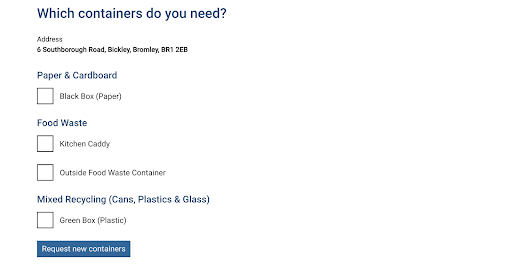 Which containers do you need?
Address
6 Southborough Road, Bickley, Bromley, BR1 2EB
Paper & Cardboard
Black Box (Paper)
Food Waste
Kitchen Caddy
Outside Food Waste Container
Mixed Recycling (Cans, Plastics & Glass)
Green Box (Plastic)
Request new containers